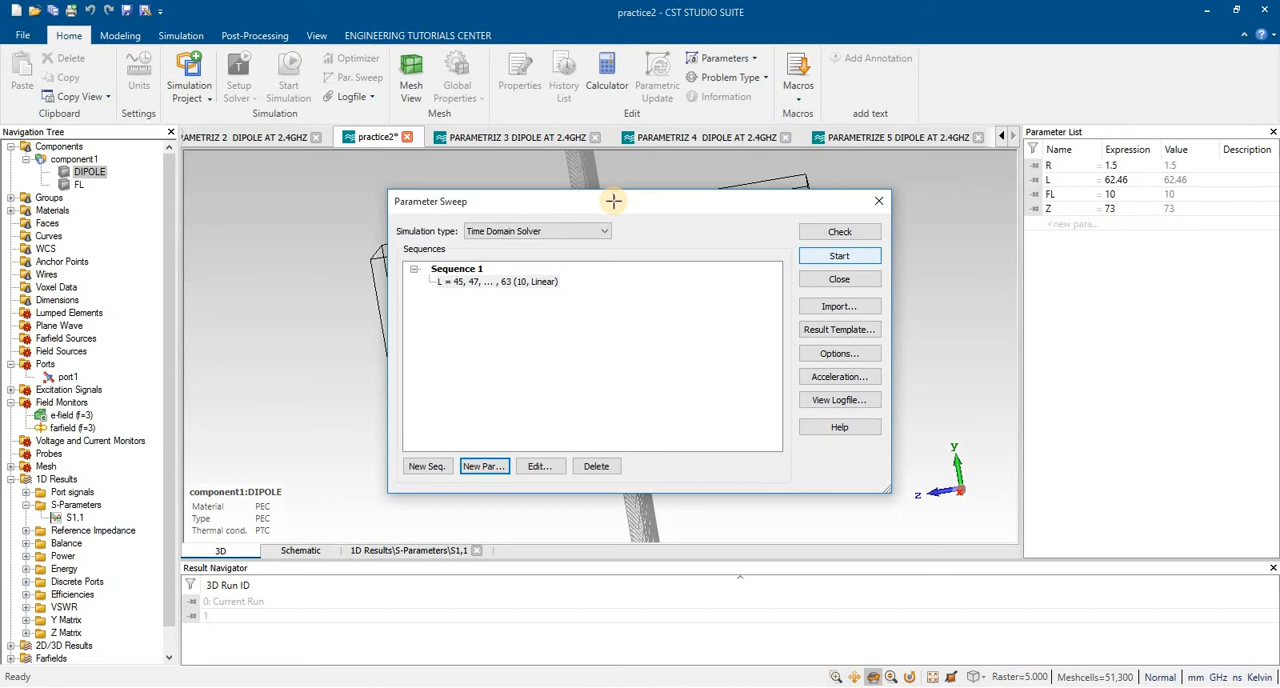 practice2 - CST STUDIO SUITE
File
Home
Modeling
Simulation
Post-Processing
View
ENGINEERING TUTORIALS CENTER
Paste
Delete
Copy
Copy View
Clipboard
Units
Settings
Simulation Project
Setup Solver
Start Simulation
Optimizer
Par. Sweep
Logfile
Simulation
Mesh View
Global Properties
Mesh
Properties
History List
Calculator
Parametric Update
Parameters
Problem Type
Information
Edit
Macros
Macros
Add Annotation
add text
Navigation Tree
Components
component1
DIPOLE
FL
Groups
Materials
Faces
Curves
WCS
Anchor Points
Wires
Voxel Data
Dimensions
Lumped Elements
Plane Wave
Farfield Sources
Field Sources
Ports
port1
Excitation Signals
Field Monitors
e-field (f=3)
farfield (f=3)
Voltage and Current Monitors
Probes
Mesh
1D Results
Port signals
S-Parameters
S1,1
Reference Impedance
Balance
Power
Energy
Discrete Ports
Efficiencies
VSWR
Y Matrix
Z Matrix
2D/3D Results
Farfields
ARAMETRIZ 2 DIPOLE AT 2.4GHZ
practice2*
PARAMETRIZ 3 DIPOLE AT 2.4GHZ
PARAMETRIZ 4 DIPOLE AT 2.4GHZ
PARAMETRIZE 5 DIPOLE AT 2.4GHZ
Parameter Sweep
Simulation type: Time Domain Solver
Sequences
Sequence 1
L = 45, 47, ... , 63 (10, Linear)
New Seq.
New Par...
Edit...
Delete
Check
Start
Close
Import...
Result Template...
Options...
Acceleration...
View Logfile...
Help
component1:DIPOLE
Material PEC
Type PEC
Thermal cond. PTC
y
z
x
3D
Schematic
1D Results\S-Parameters\S1,1
Result Navigator
3D Run ID
0: Current Run
1
Parameter List
Name Expression Value Description
R = 1.5 1.5
L = 62.46 62.46
FL = 10 10
Z = 73 73
<new para...
Ready
Raster=5.000 Meshcells=51,300 Normal mm GHz ns Kelvin